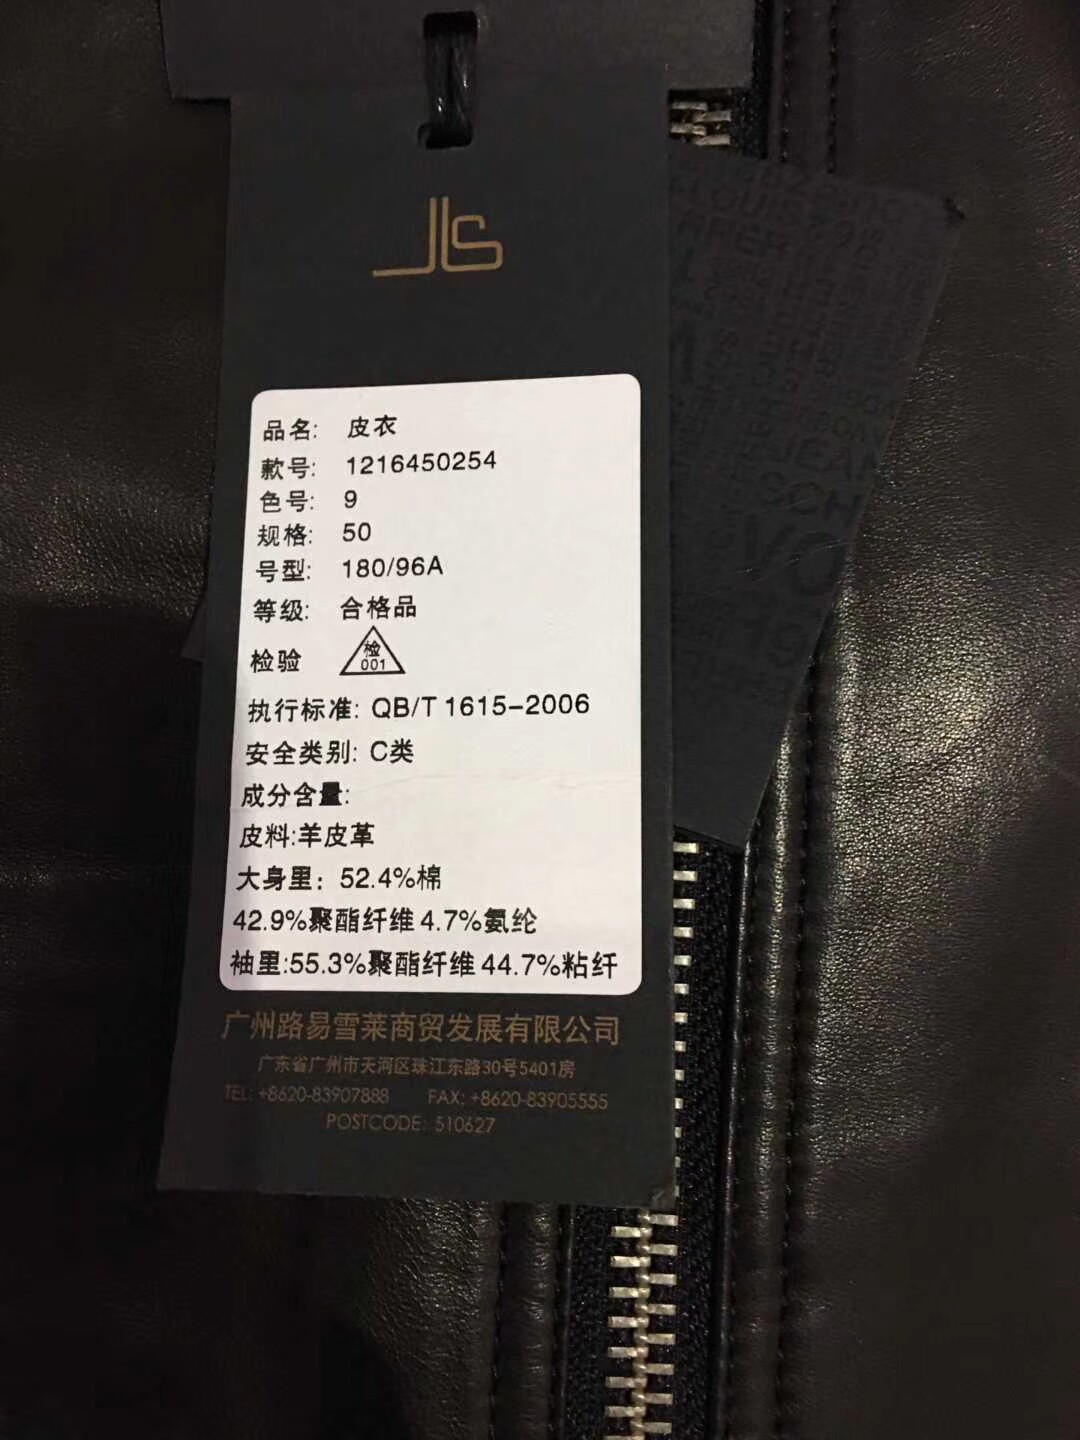 JLS
品名: 皮衣
款号: 1216450254
色号: 9
规格: 50
号型: 180/96A
等级: 合格品
检验 检 001
执行标准: QB/T 1615-2006
安全类别: C类
成分含量:
皮料:羊皮革
大身里: 52.4%棉
42.9%聚酯纤维 4.7%氨纶
袖里:55.3%聚酯纤维 44.7%粘纤
广州路易雪莱商贸发展有限公司
广东省广州市天河区珠江东路30号5401房
TEL: +8620-83907888 FAX: +8620-83905555
POSTCODE: 510627